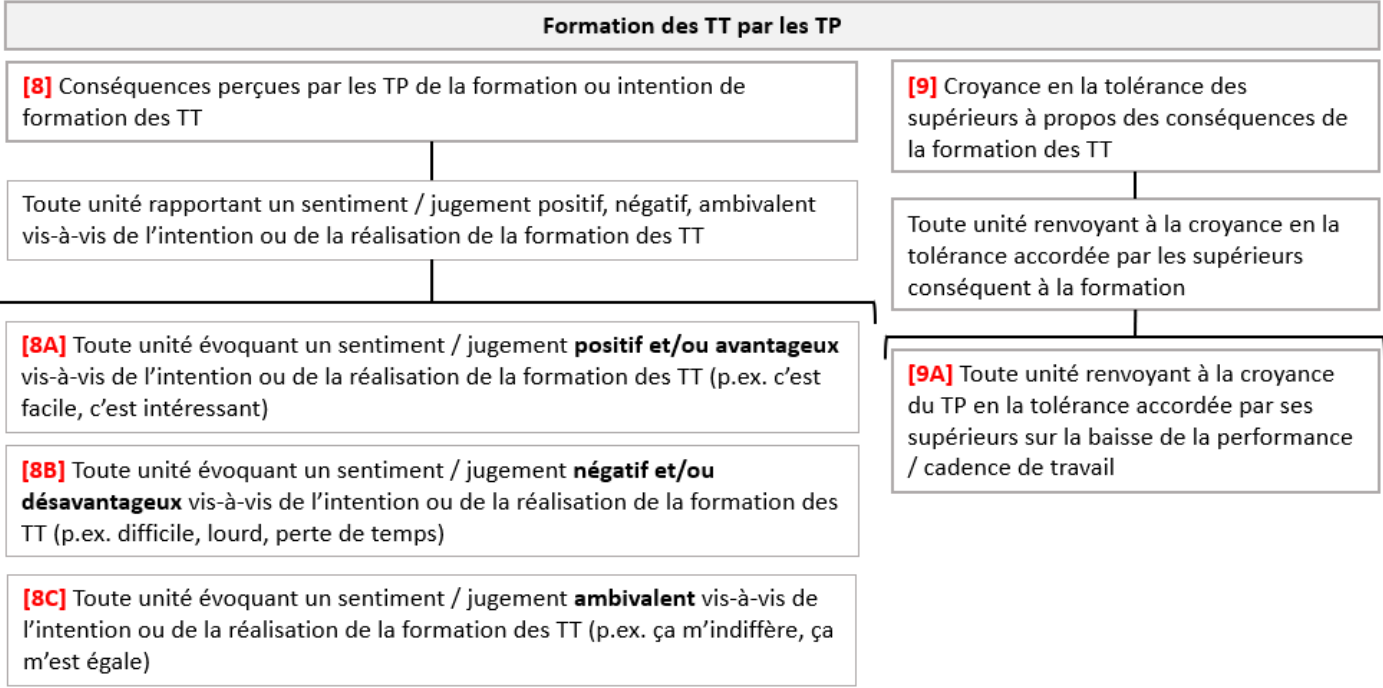 Formation des TT par les TP
[8] Conséquences perçues par les TP de la formation ou intention de
formation des TT
Toute unité rapportant un sentiment / jugement positif, négatif, ambivalent
vis-à-vis de l’intention ou de la réalisation de la formation des TT
[8A] Toute unité évoquant un sentiment / jugement positif et/ou avantageux
vis-à-vis de l’intention ou de la réalisation de la formation des TT (p.ex. c’est
facile, c’est intéressant)
[8B] Toute unité évoquant un sentiment / jugement négatif et/ou
désavantageux vis-à-vis de l’intention ou de la réalisation de la formation des
TT (p.ex. difficile, lourd, perte de temps)
[8C] Toute unité évoquant un sentiment / jugement ambivalent vis-à-vis de
l’intention ou de la réalisation de la formation des TT (p.ex. ça m’indiffère, ça
m’est égale)
[9] Croyance en la tolérance des
supérieurs à propos des conséquences de
la formation des TT
Toute unité renvoyant à la croyance en la
tolérance accordée par les supérieurs
conséquent à la formation
[9A] Toute unité renvoyant à la croyance
du TP en la tolérance accordée par ses
supérieurs sur la baisse de la performance
/ cadence de travail